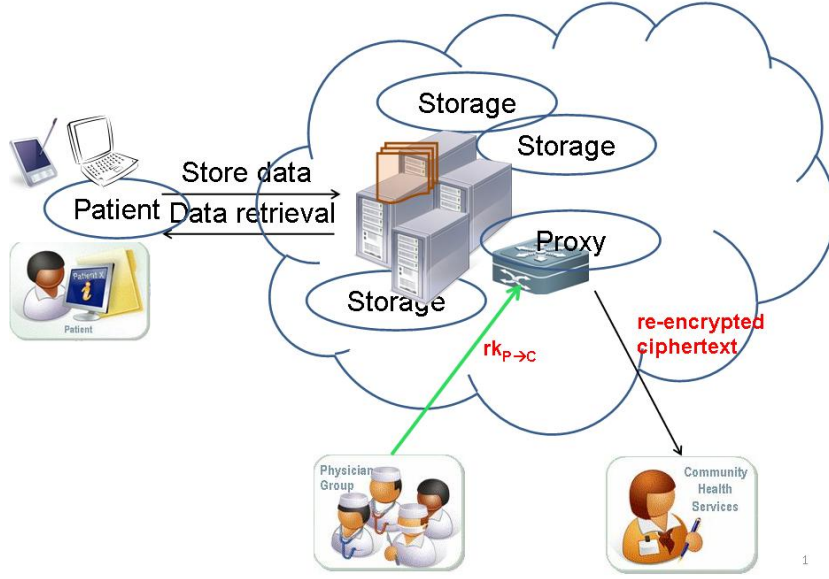 Storage
Storage
Store data
Patient
Data retrieval
Proxy
Patient X
Patient
Storage
re-encrypted
ciphertext
rkP→C
Physician
Group
Community
Health
Services
1